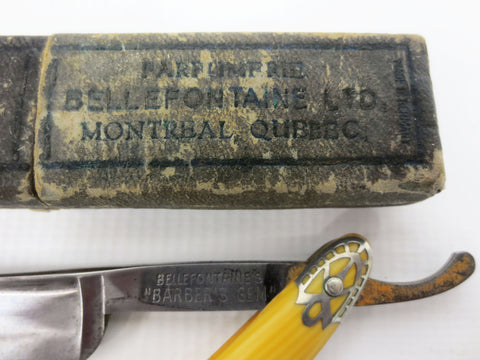 PARFUMERIE
BELLEFONTAINE LTD.
MONTREAL QUEBEC.
BELLEFONTAINE'S
"BARBER'S GEM"